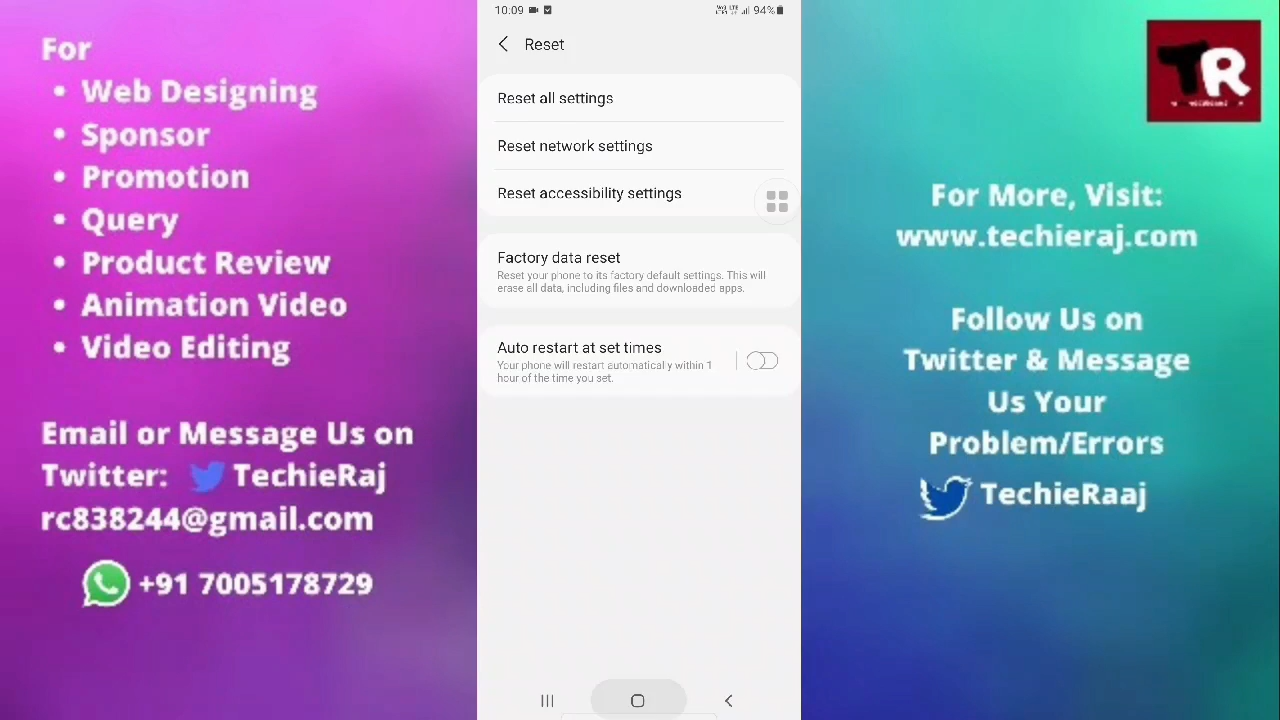 For
• Web Designing
• Sponsor
• Promotion
• Query
• Product Review
• Animation Video
• Video Editing
Email or Message Us on
Twitter: TechieRaj
rc838244@gmail.com
+91 7005178729
10:09
94%
Reset
Reset all settings
Reset network settings
Reset accessibility settings
Factory data reset
Reset your phone to its factory default settings. This will
erase all data, including files and downloaded apps.
Auto restart at set times
Your phone will restart automatically within 1
hour of the time you set.
TR
For More, Visit:
www.techieraj.com
Follow Us on
Twitter & Message
Us Your
Problem/Errors
TechieRaaj